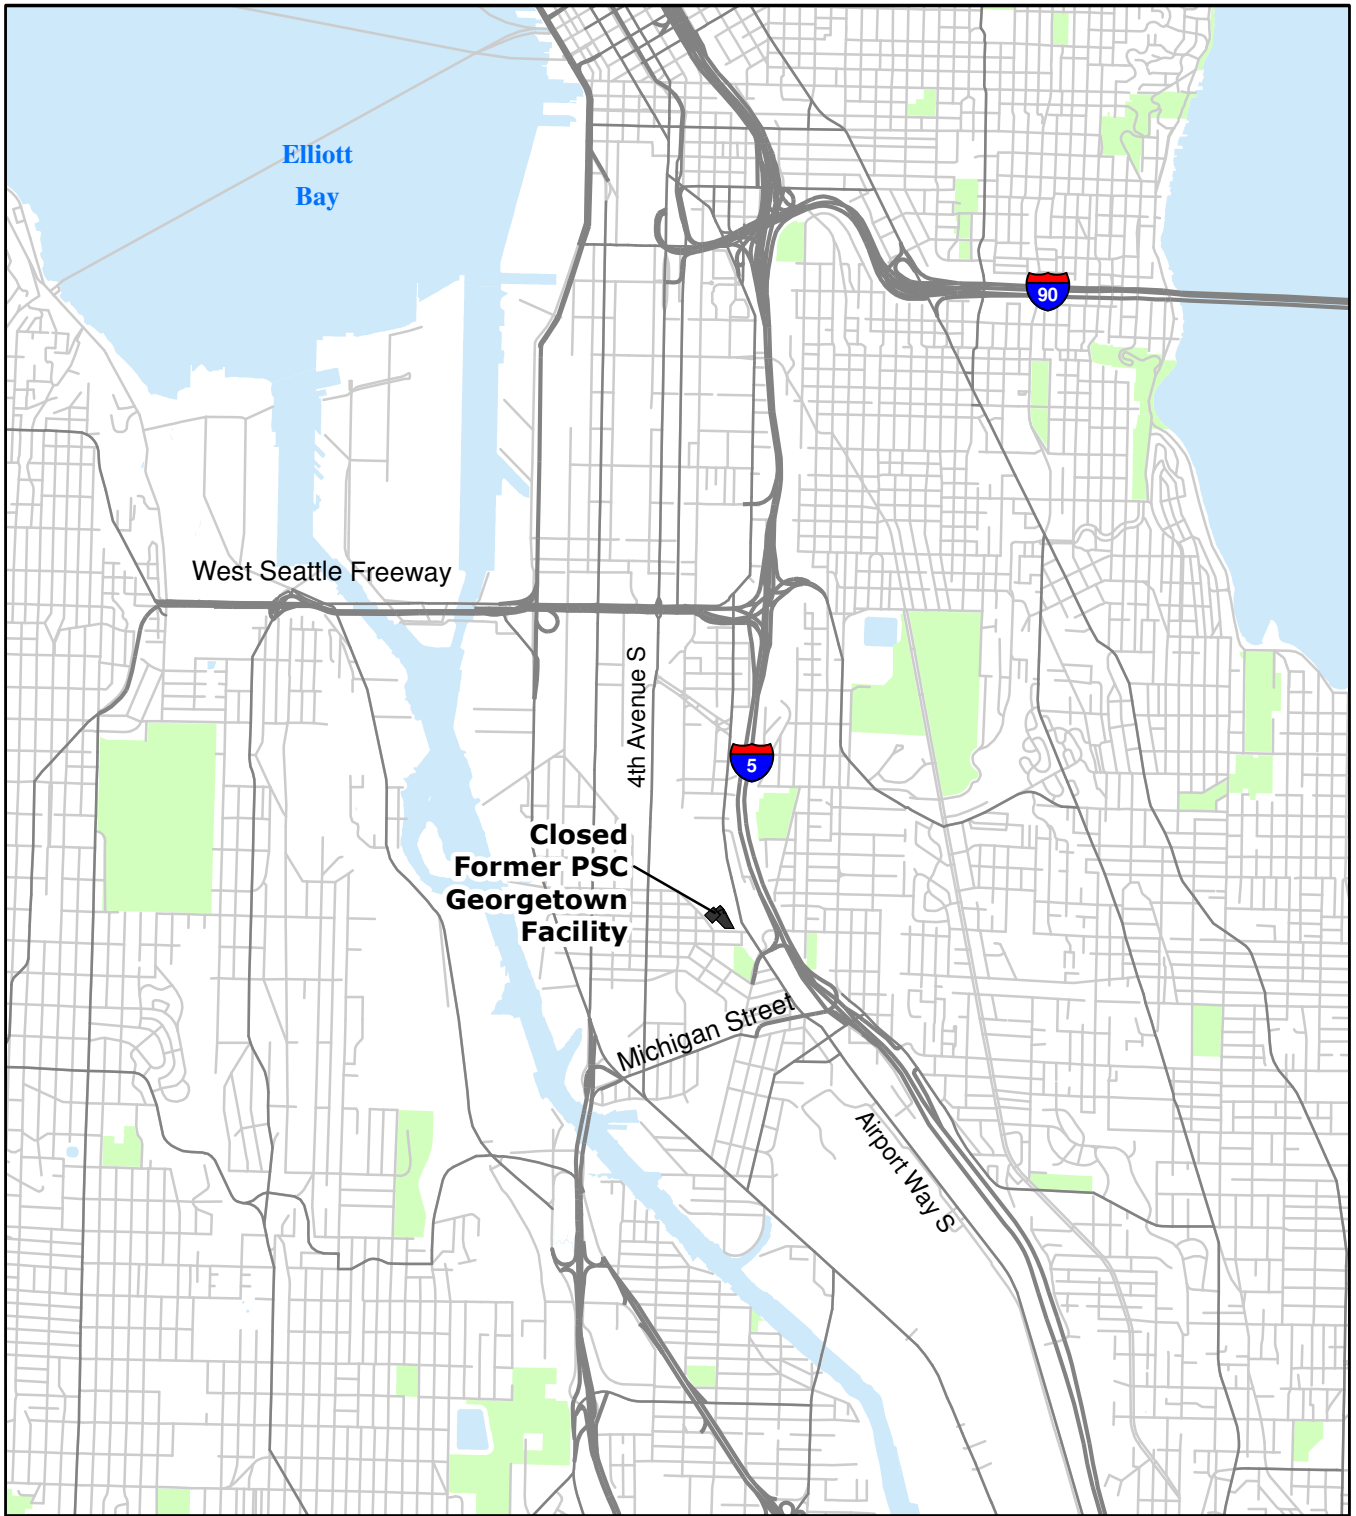 Elliott
Bay
90
West Seattle Freeway
4th Avenue S
5
Closed
Former PSC
Georgetown
Facility
Michigan Street
Airport Way S